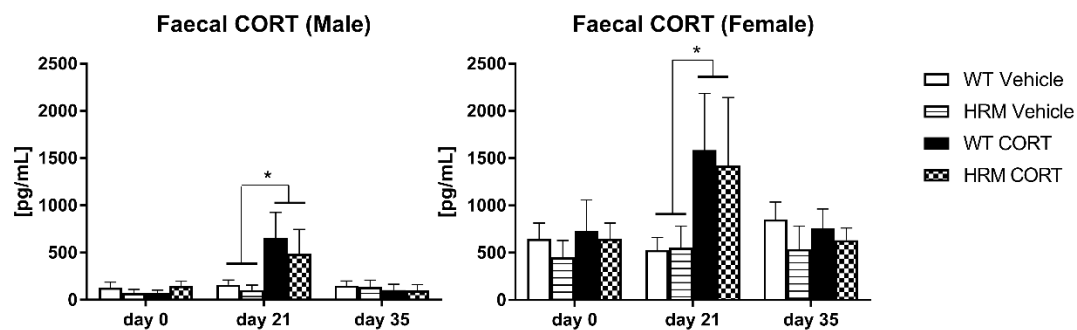 Faecal CORT (Male)
2500
2000
1500
1000
500
0
[pg/mL]
*
day 0
day 21
day 35
Faecal CORT (Female)
2500
2000
1500
1000
500
0
[pg/mL]
*
day 0
day 21
day 35
WT Vehicle
HRM Vehicle
WT CORT
HRM CORT